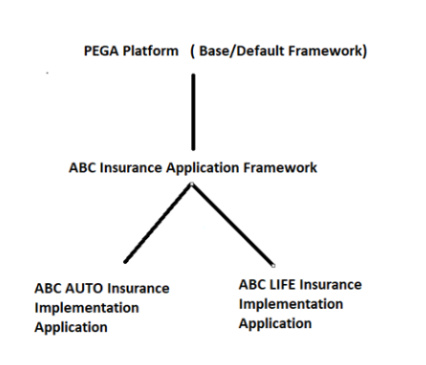 PEGA Platform ( Base/Default Framework)
ABC Insurance Application Framework
ABC AUTO Insurance
Implementation
Application
ABC LIFE Insurance
Implementation
Application